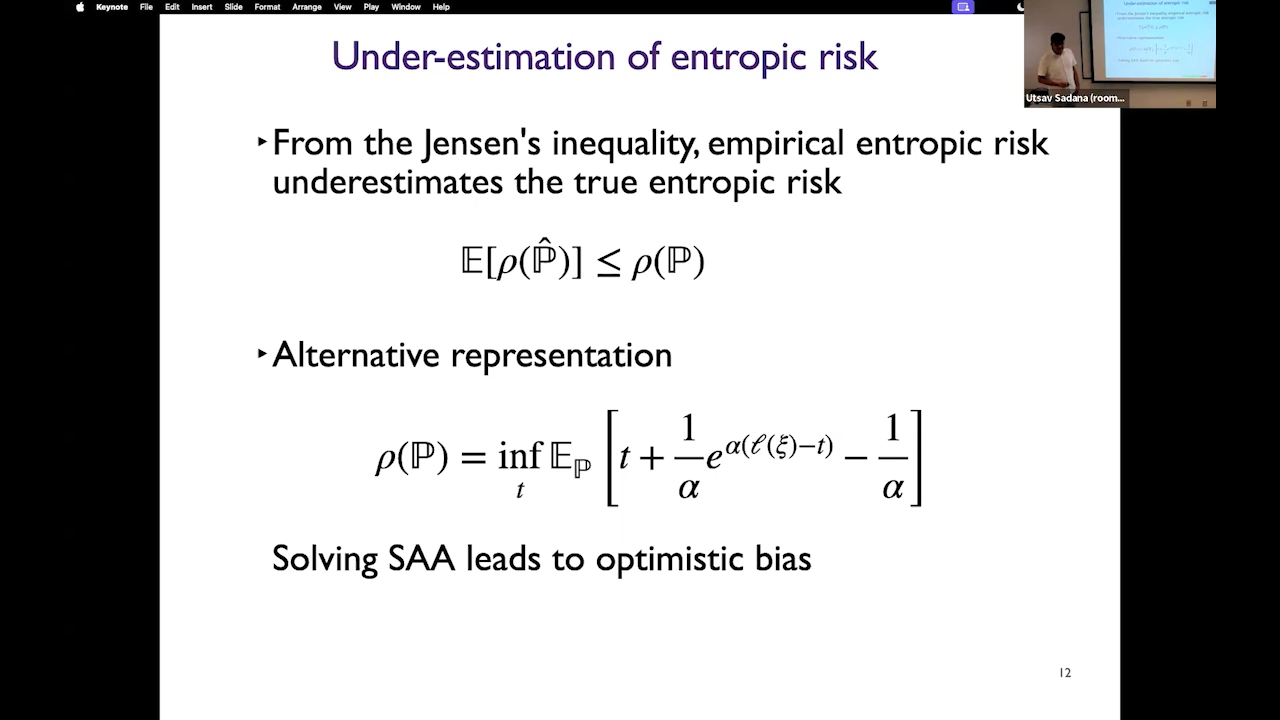 Keynote File Edit Insert Slide Format Arrange View Play Window Help
Under-estimation of entropic risk
Utsav Sadana (room...
‣From the Jensen's inequality, empirical entropic risk
underestimates the true entropic risk
𝔼[ρ(ℙ̂)] ≤ ρ(ℙ)
‣Alternative representation
ρ(ℙ) = inf_t 𝔼_ℙ [t + 1/α e^{α(ℓ(ξ)−t)} − 1/α]
Solving SAA leads to optimistic bias
12